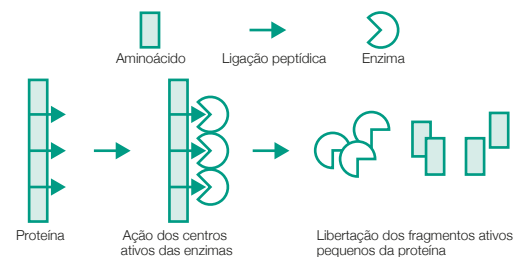 Aminoácido
Ligação peptídica
Enzima
Proteína
Ação dos centros
ativos das enzimas
Libertação dos fragmentos ativos
pequenos da proteína